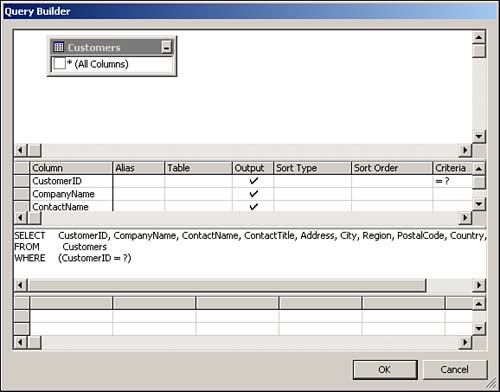 Query Builder
Customers
* (All Columns)
Column Alias Table Output Sort Type Sort Order Criteria
CustomerID = ?
CompanyName
ContactName
SELECT CustomerID, CompanyName, ContactName, ContactTitle, Address, City, Region, PostalCode, Country,
FROM Customers
WHERE (CustomerID = ?)
OK Cancel